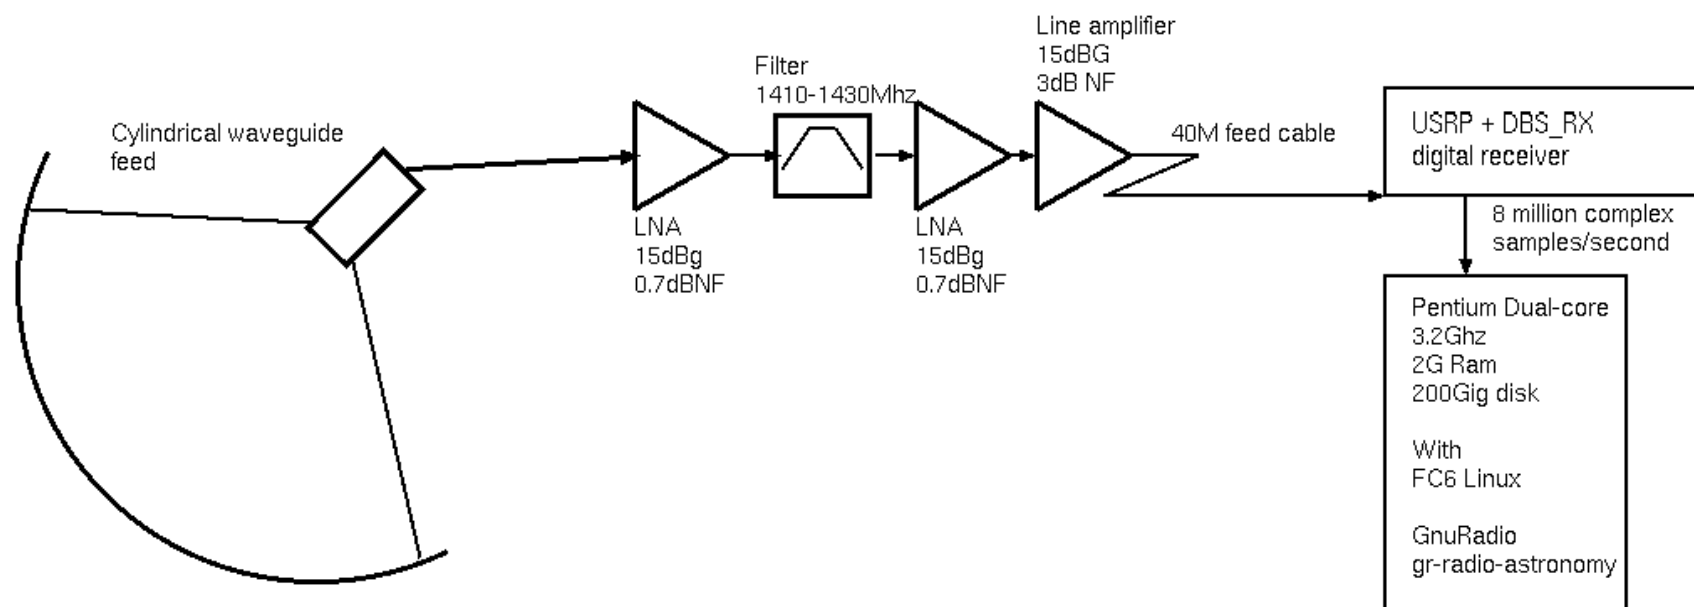 Cylindrical waveguide
feed
LNA
15dBg
0.7dBNF
Filter
1410-1430Mhz
LNA
15dBg
0.7dBNF
Line amplifier
15dBG
3dB NF
40M feed cable
USRP + DBS_RX
digital receiver
8 million complex
samples/second
Pentium Dual-core
3.2Ghz
2G Ram
200Gig disk
With
FC6 Linux
GnuRadio
gr-radio-astronomy